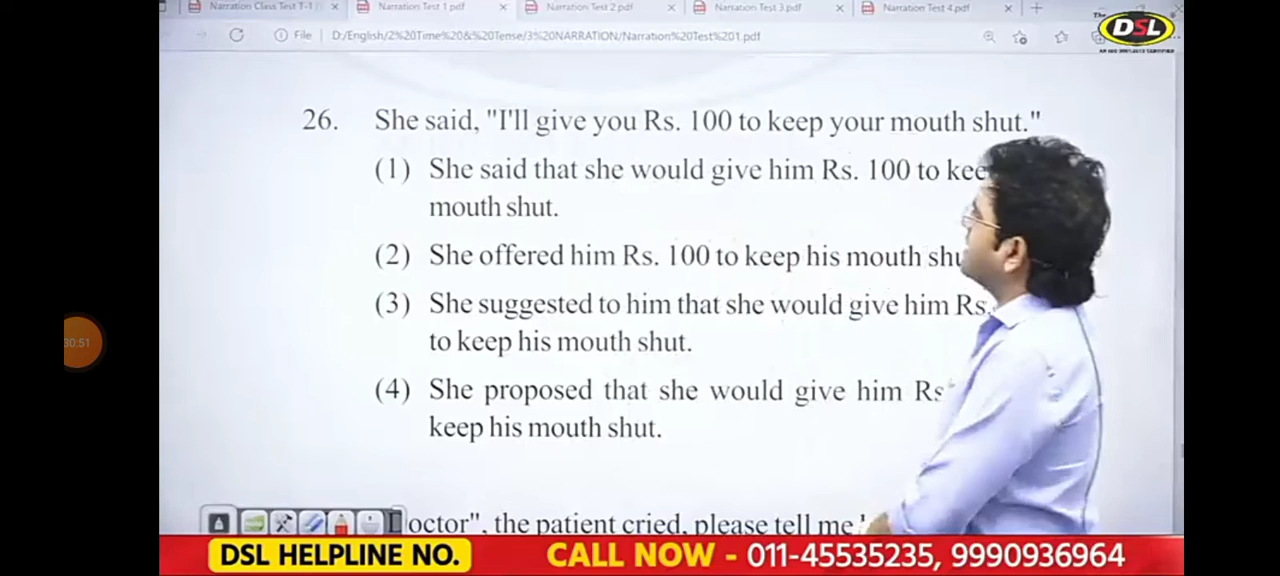 Narration Class Test T-1 (
Narration Test 1.pdf
Narration Test 2.pdf
Narration Test 3.pdf
Narration Test 4.pdf
The
DSL
File
D:/English/2%20Time%20&%20Tense/3%20NARRATION/Narration%20Test%201.pdf
26. She said, "I'll give you Rs. 100 to keep your mouth shut."
(1) She said that she would give him Rs. 100 to kee
mouth shut.
(2) She offered him Rs. 100 to keep his mouth shu
(3) She suggested to him that she would give him Rs.
30:51
to keep his mouth shut.
(4) She proposed that she would give him Rs
keep his mouth shut.
octor", the patient cried, please tell me
DSL HELPLINE NO.
CALL NOW - 011-45535235, 9990936964